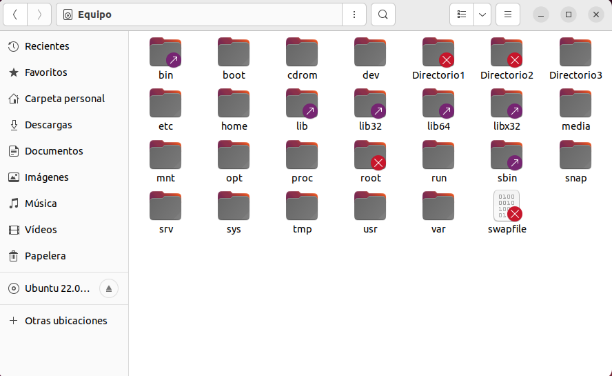 Equipo
Recientes
Favoritos
Carpeta personal
Descargas
Documentos
Imágenes
Música
Vídeos
Papelera
Ubuntu 22.0...
Otras ubicaciones
bin boot cdrom dev Directorio1 Directorio2 Directorio3
etc home lib lib32 lib64 libx32 media
mnt opt proc root run sbin snap
srv sys tmp usr var swapfile